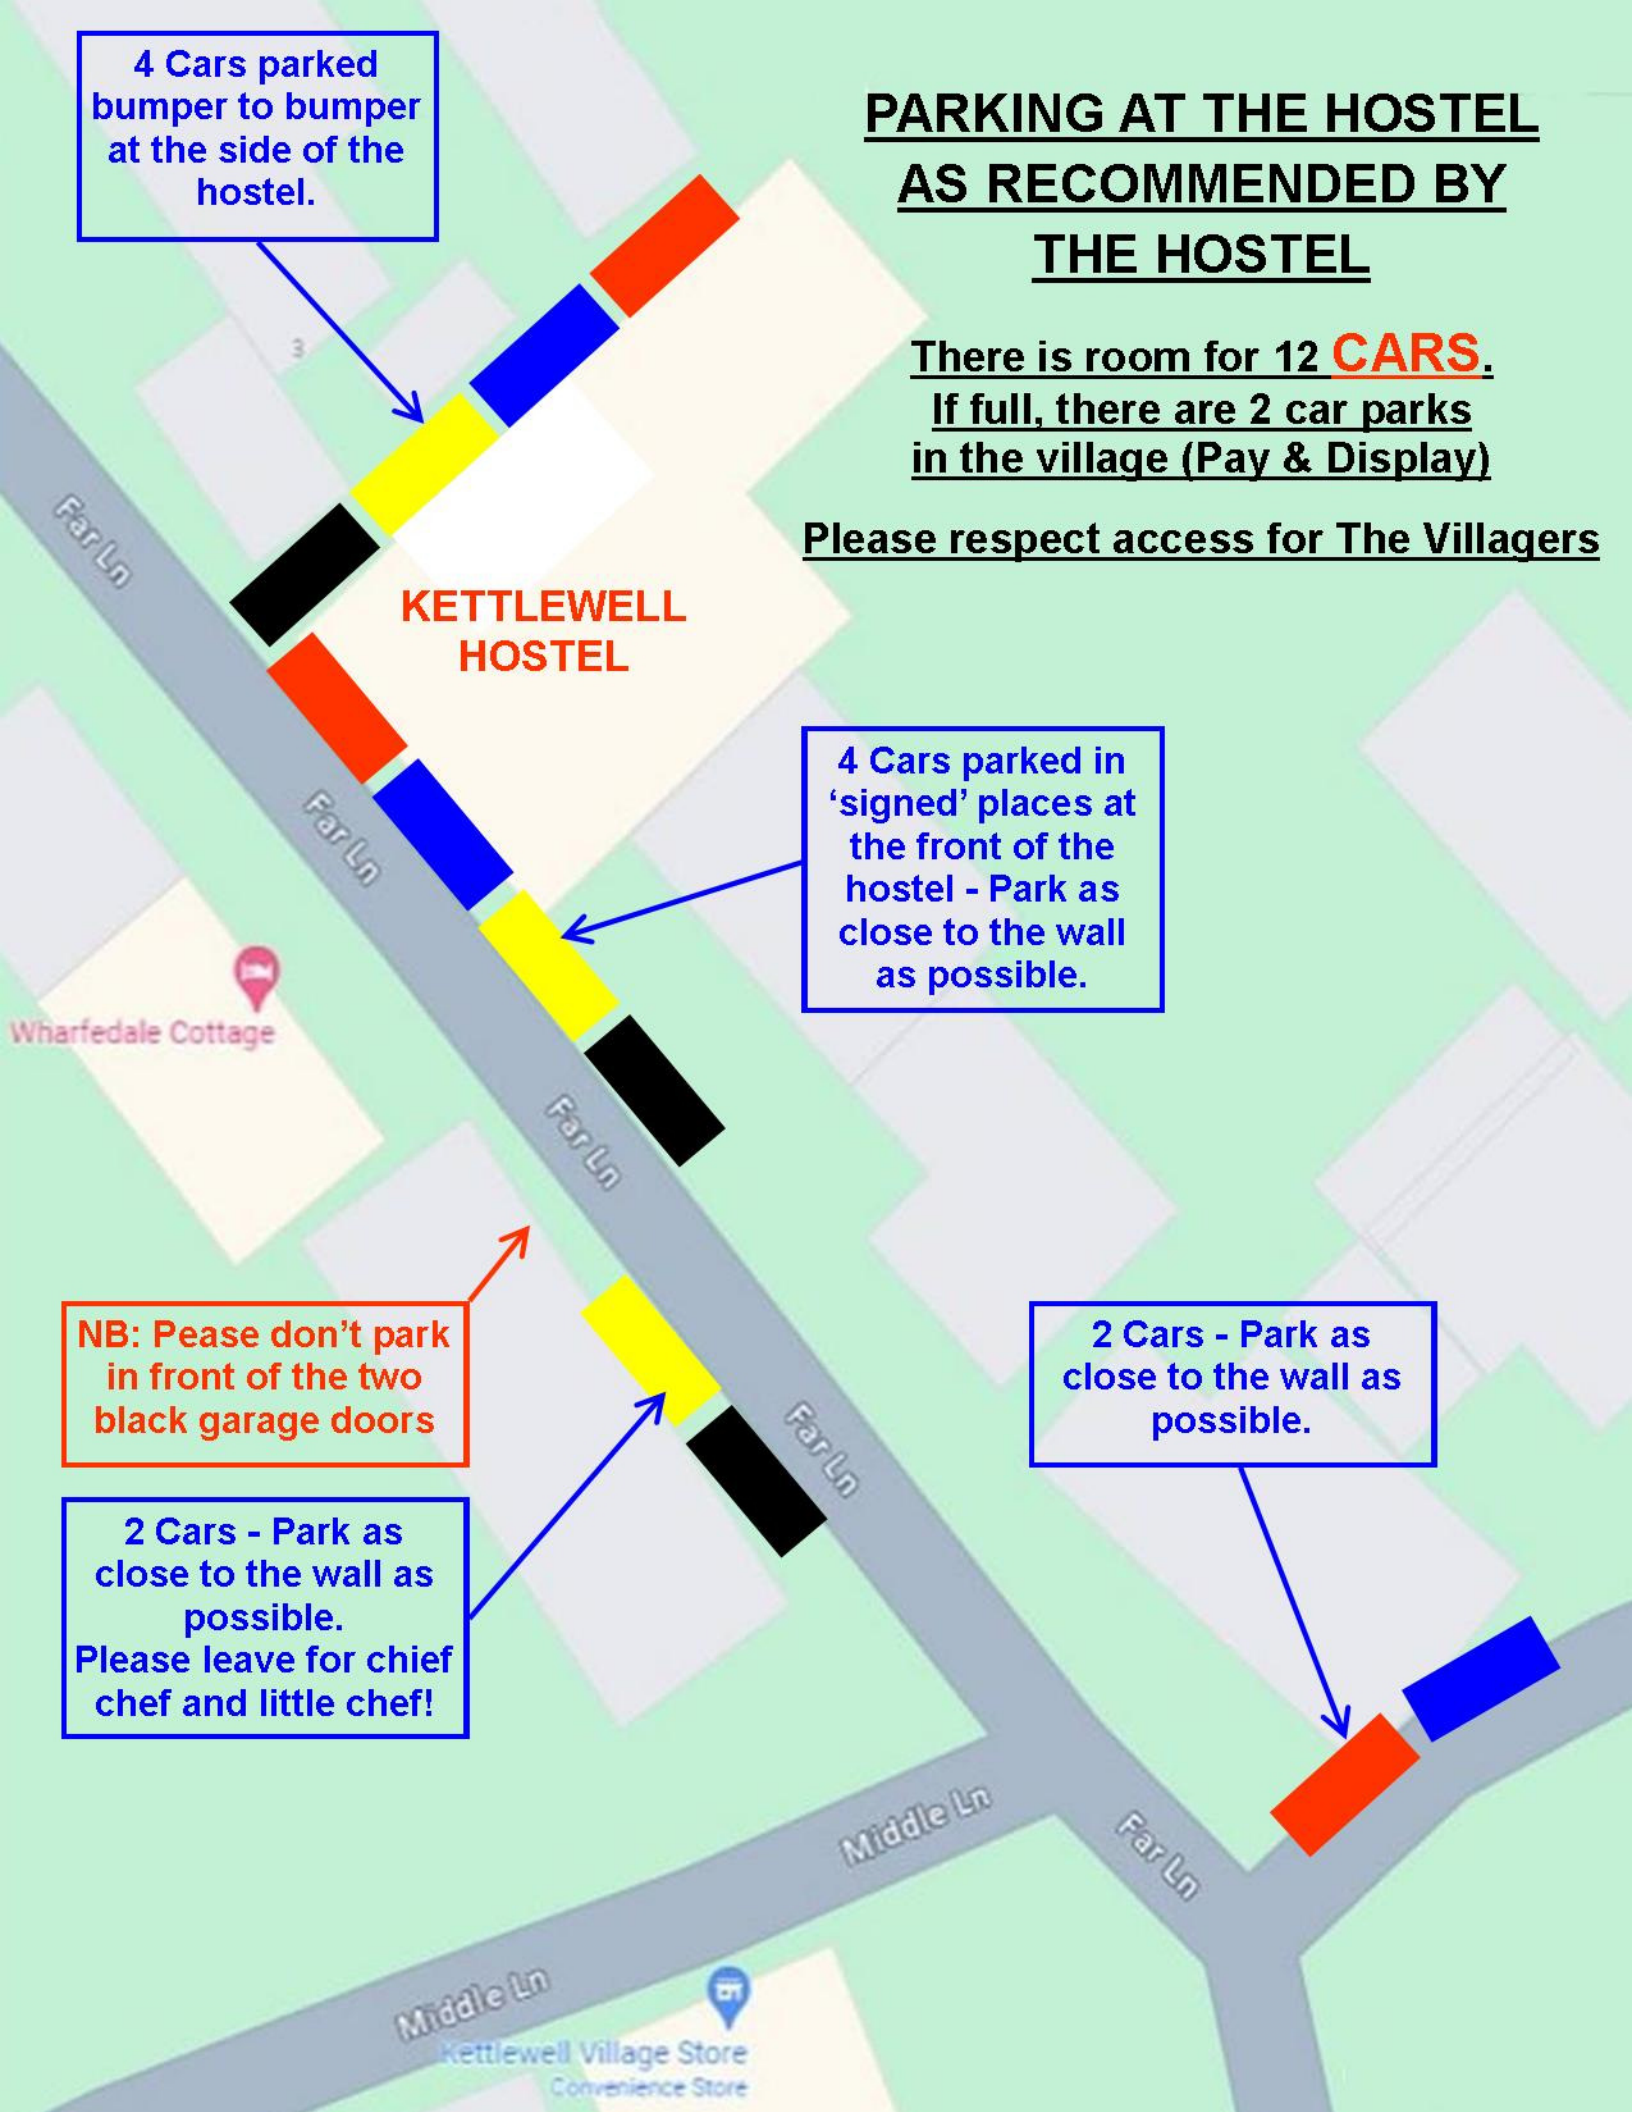 4 Cars parked
bumper to bumper
at the side of the
hostel.
PARKING AT THE HOSTEL
AS RECOMMENDED BY
THE HOSTEL
There is room for 12 CARS.
If full, there are 2 car parks
in the village (Pay & Display)
Please respect access for The Villagers
3
Far Ln
KETTLEWELL
HOSTEL
4 Cars parked in
‘signed’ places at
the front of the
hostel - Park as
close to the wall
as possible.
Far Ln
Wharfedale Cottage
Far Ln
NB: Pease don’t park
in front of the two
black garage doors
2 Cars - Park as
close to the wall as
possible.
Far Ln
2 Cars - Park as
close to the wall as
possible.
Please leave for chief
chef and little chef!
Middle Ln
Far Ln
Middle Ln
Kettlewell Village Store
Convenience Store